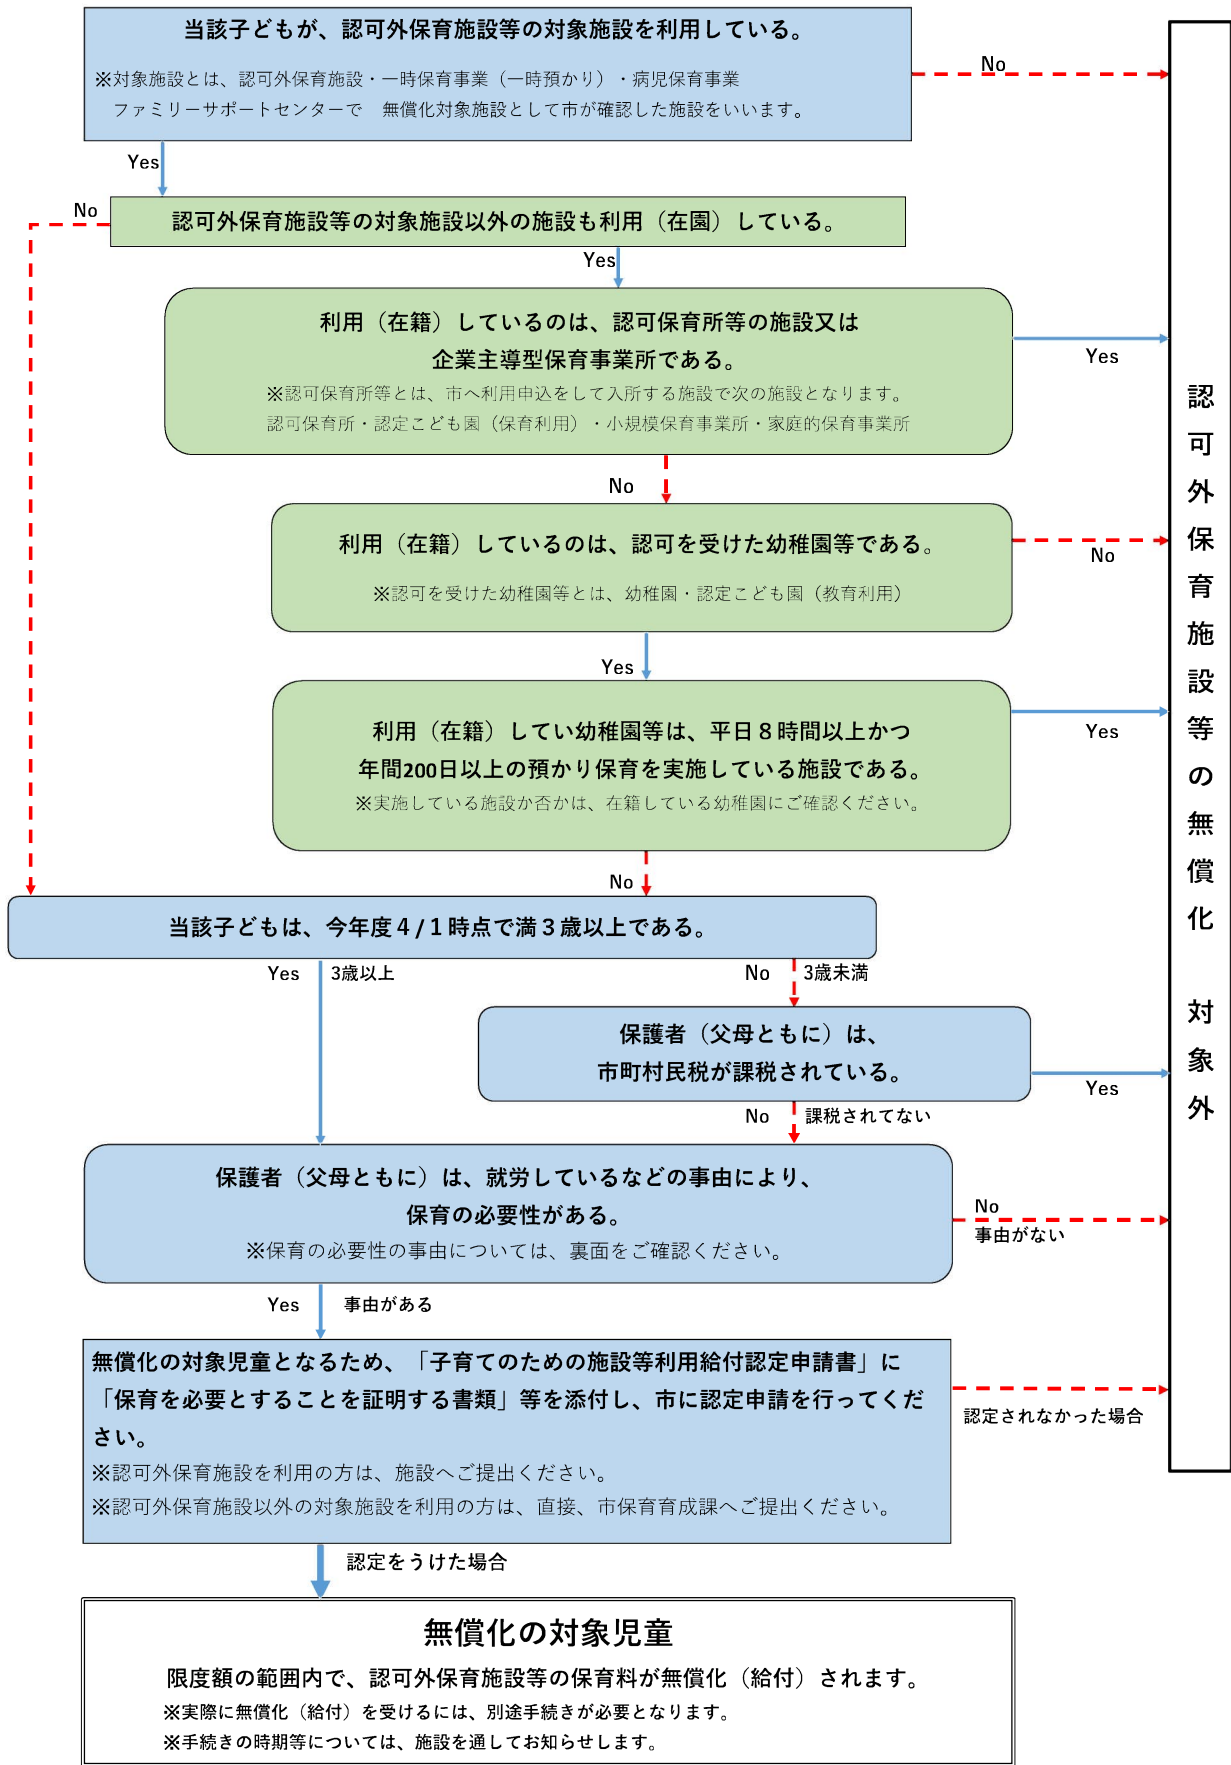 当該子どもが、認可外保育施設等の対象施設を利用している。
※対象施設とは、認可外保育施設・一時保育事業（一時預かり）・病児保育事業
ファミリーサポートセンターで　無償化対象施設として市が確認した施設をいいます。
No
Yes
No
認可外保育施設等の対象施設以外の施設も利用（在園）している。
Yes
利用（在籍）しているのは、認可保育所等の施設又は
企業主導型保育事業所である。
※認可保育所等とは、市へ利用申込をして入所する施設で次の施設となります。
認可保育所・認定こども園（保育利用）・小規模保育事業所・家庭的保育事業所
Yes
No
利用（在籍）しているのは、認可を受けた幼稚園等である。
※認可を受けた幼稚園等とは、幼稚園・認定こども園（教育利用）
No
Yes
利用（在籍）してい幼稚園等は、平日８時間以上かつ
年間200日以上の預かり保育を実施している施設である。
※実施している施設か否かは、在籍している幼稚園にご確認ください。
Yes
No
当該子どもは、今年度４/１時点で満３歳以上である。
Yes　3歳以上
No　3歳未満
保護者（父母ともに）は、
市町村民税が課税されている。
Yes
No　課税されてない
保護者（父母ともに）は、就労しているなどの事由により、
保育の必要性がある。
※保育の必要性の事由については、裏面をご確認ください。
No
事由がない
Yes　事由がある
無償化の対象児童となるため、「子育てのための施設等利用給付認定申請書」に
「保育を必要とすることを証明する書類」等を添付し、市に認定申請を行ってくだ
さい。
※認可外保育施設を利用の方は、施設へご提出ください。
※認可外保育施設以外の対象施設を利用の方は、直接、市保育育成課へご提出ください。
認定されなかった場合
認定をうけた場合
無償化の対象児童
限度額の範囲内で、認可外保育施設等の保育料が無償化（給付）されます。
※実際に無償化（給付）を受けるには、別途手続きが必要となります。
※手続きの時期等については、施設を通してお知らせします。
認可外保育施設等の無償化　対象外